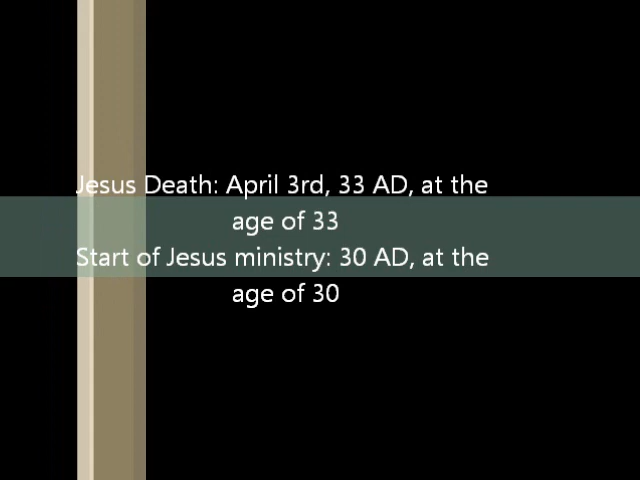 Jesus Death: April 3rd, 33 AD, at the
age of 33
Start of Jesus ministry: 30 AD, at the
age of 30